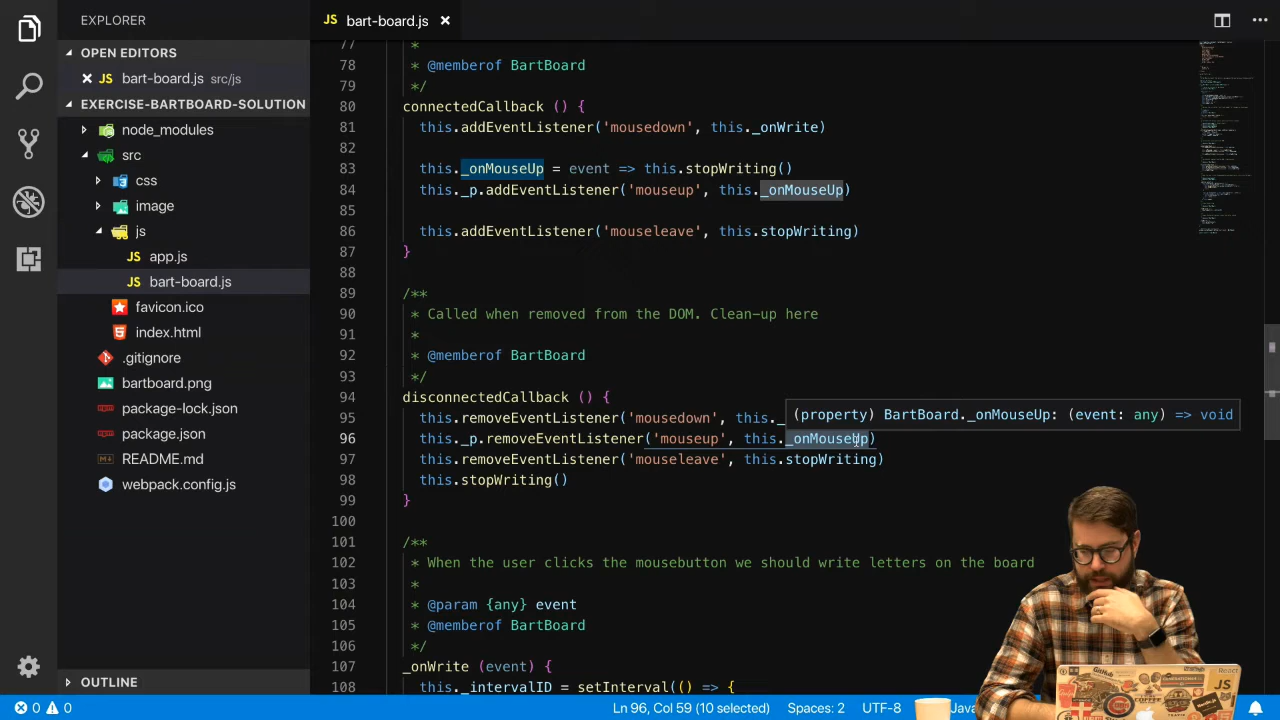 EXPLORER
JS bart-board.js ×
OPEN EDITORS
× JS bart-board.js src/js
EXERCISE-BARTBOARD-SOLUTION
node_modules
src
css
image
js
JS app.js
JS bart-board.js
favicon.ico
index.html
.gitignore
bartboard.png
package-lock.json
package.json
README.md
webpack.config.js
OUTLINE
77 *
78 * @memberof BartBoard
79 */
80 connectedCallback () {
81 this.addEventListener('mousedown', this._onWrite)
82
83 this._onMouseUp = event => this.stopWriting()
84 this._p.addEventListener('mouseup', this._onMouseUp)
85
86 this.addEventListener('mouseleave', this.stopWriting)
87 }
88
89 /**
90 * Called when removed from the DOM. Clean-up here
91 *
92 * @memberof BartBoard
93 */
94 disconnectedCallback () {
95 this.removeEventListener('mousedown', this._
(property) BartBoard._onMouseUp: (event: any) => void
96 this._p.removeEventListener('mouseup', this._onMouseUp)
97 this.removeEventListener('mouseleave', this.stopWriting)
98 this.stopWriting()
99 }
100
101 /**
102 * When the user clicks the mousebutton we should write letters on the board
103 *
104 * @param {any} event
105 * @memberof BartBoard
106 */
107 _onWrite (event) {
108 this._intervalID = setInterval(() => {
0 0
Ln 96, Col 59 (10 selected) Spaces: 2 UTF-8 Java
GitHub
React
JS